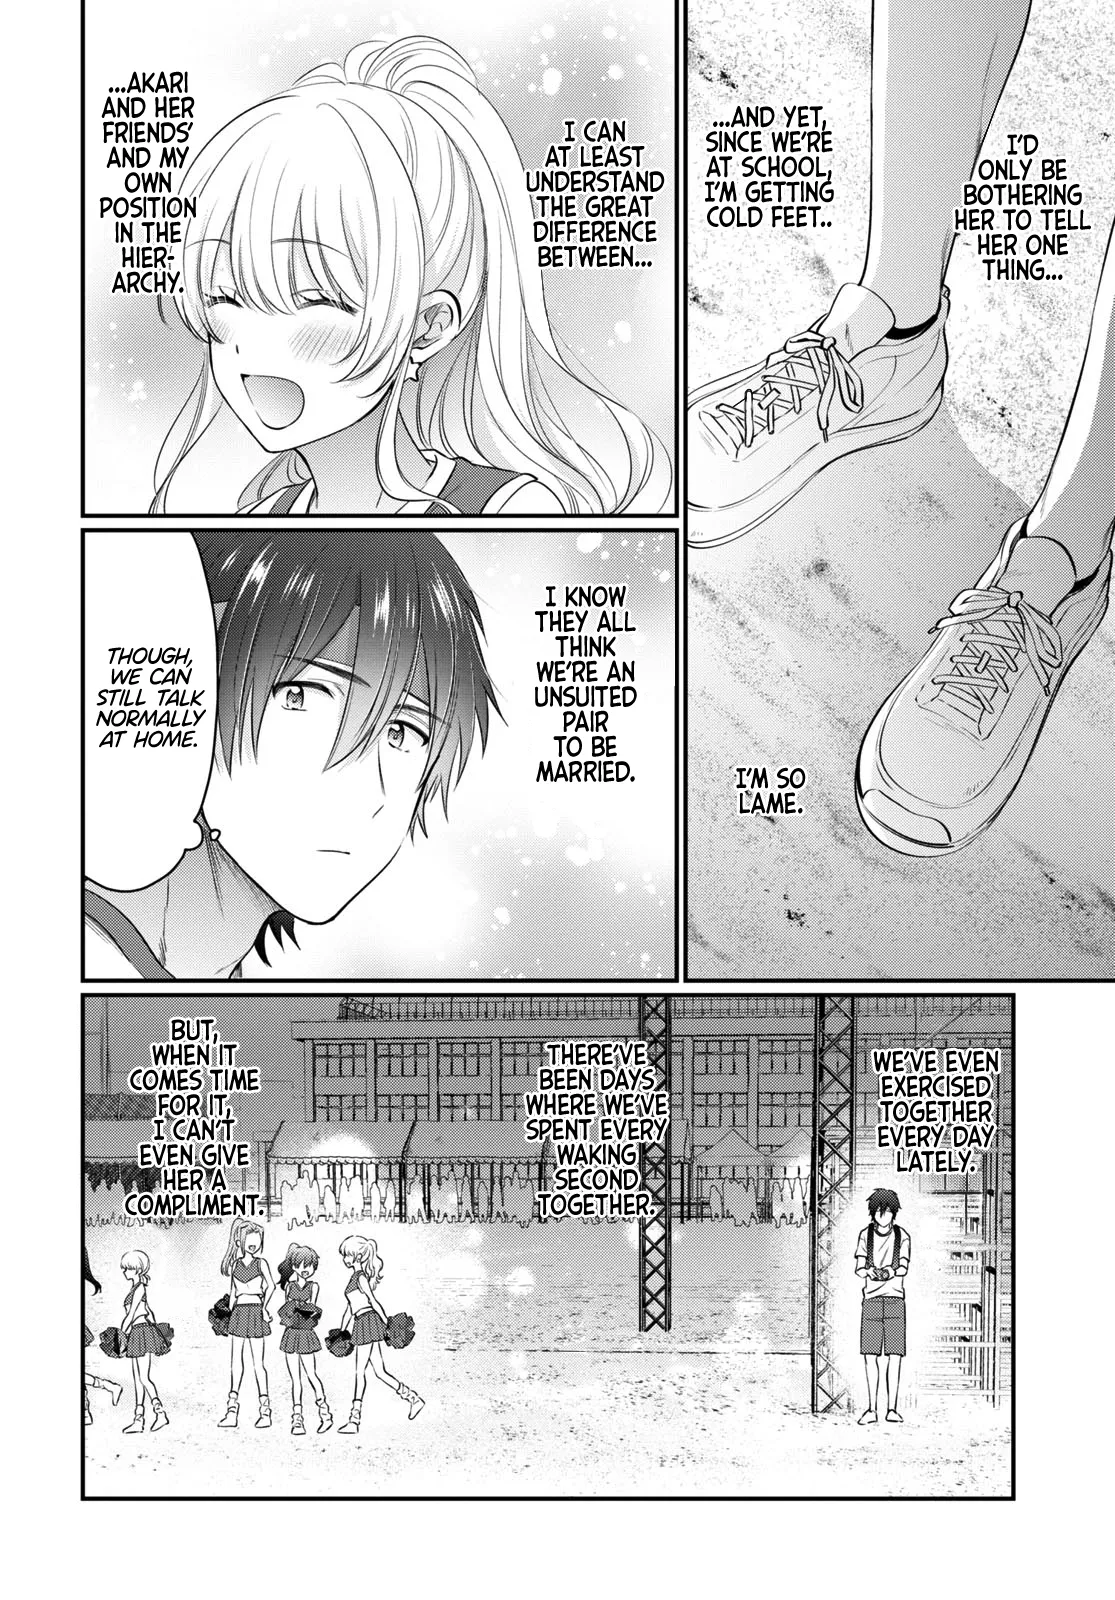 I'D
ONLY BE
BOTHERING
HER TO TELL
HER ONE
THING...
...AND YET,
SINCE WE'RE
AT SCHOOL,
I'M GETTING
COLD FEET..
I'M SO
LAME.
I CAN
AT LEAST
UNDERSTAND
THE GREAT
DIFFERENCE
BETWEEN...
...AKARI
AND HER
FRIENDS'
AND MY
OWN
POSITION
IN THE
HIER-
ARCHY.
I KNOW
THEY ALL
THINK
WE'RE AN
UNSUITED
PAIR
TO BE
MARRIED.
THOUGH,
WE CAN
STILL TALK
NORMALLY
AT HOME.
WE'VE EVEN
EXERCISED
TOGETHER
EVERY DAY
LATELY.
THERE'VE
BEEN DAYS
WHERE WE'VE
SPENT EVERY
WAKING
SECOND
TOGETHER.
BUT,
WHEN IT
COMES TIME
FOR IT,
I CAN'T
EVEN GIVE
HER A
COMPLIMENT.